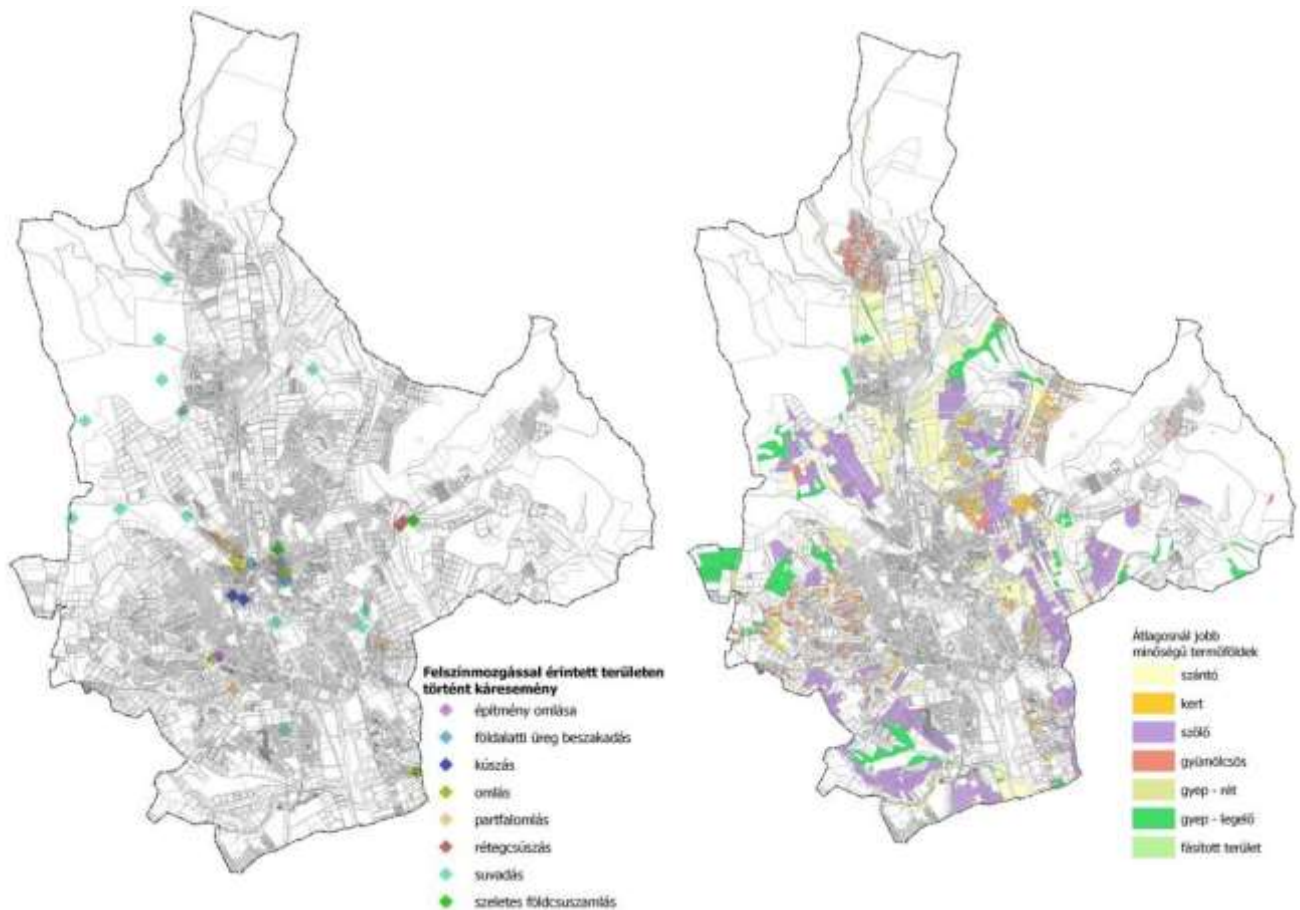 Felszínmozgással érintett területen
történt káresemény
építmény omlása
földalatti üreg beszakadás
kúszás
omlás
partfalomlás
rétegcsúszás
suvadás
szeletes földcsuszamlás
Átlagosnál jobb
minőségű termőföldek
szántó
kert
szőlő
gyümölcsös
gyep - rét
gyep - legelő
fásított terület